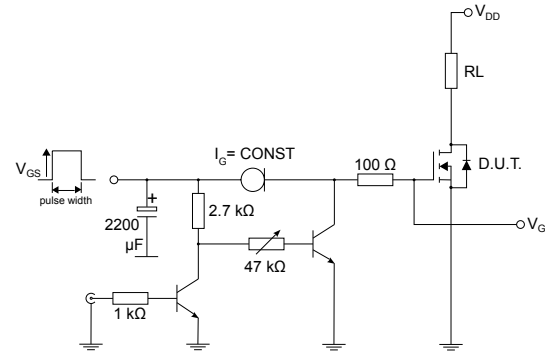 V_DD
RL
I_G= CONST
100 Ω
D.U.T.
V_GS
pulse width
+
2200
μF
2.7 kΩ
47 kΩ
V_G
1 kΩ